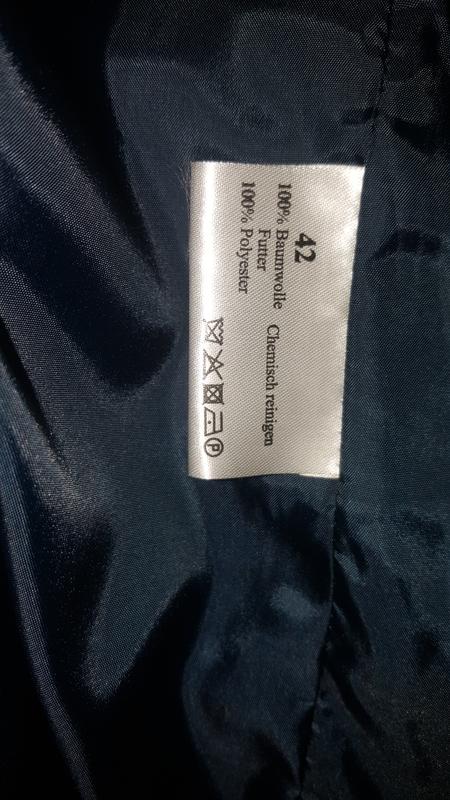 42
100% Baumwolle
Futter
100% Polyester
Chemisch reinigen
P